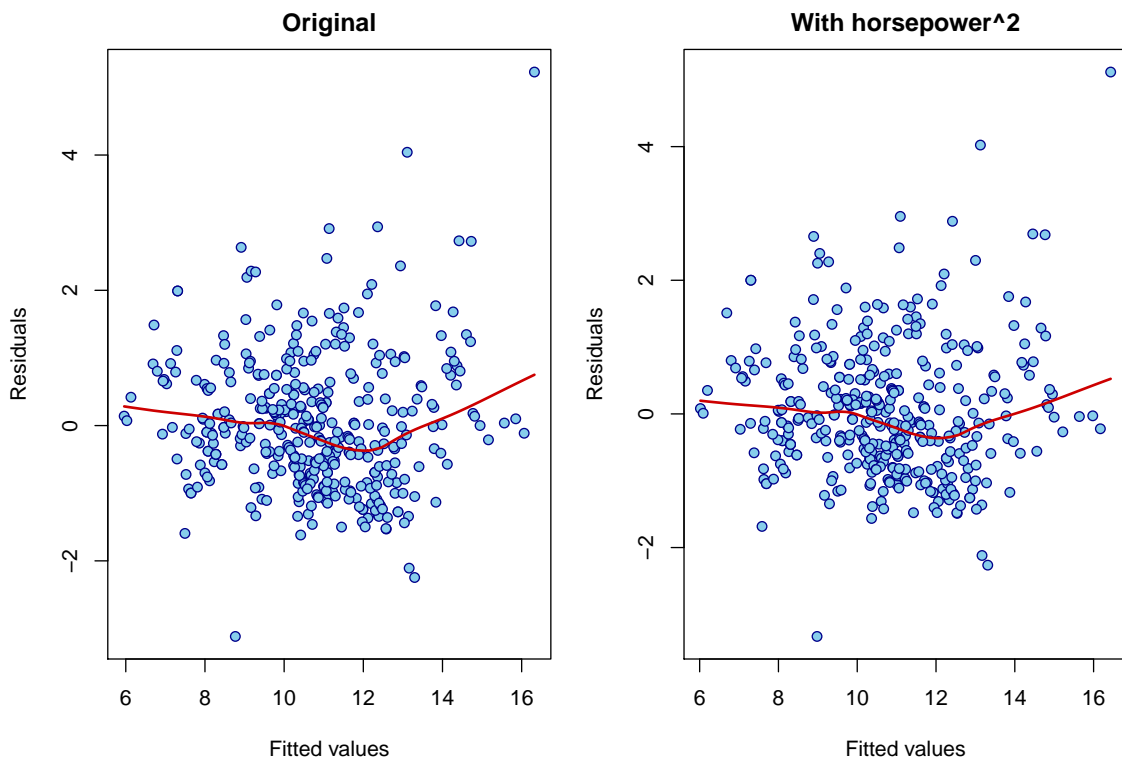 Original
Residuals
4
2
0
−2
6 8 10 12 14 16
Fitted values
With horsepower^2
Residuals
4
2
0
−2
6 8 10 12 14 16
Fitted values